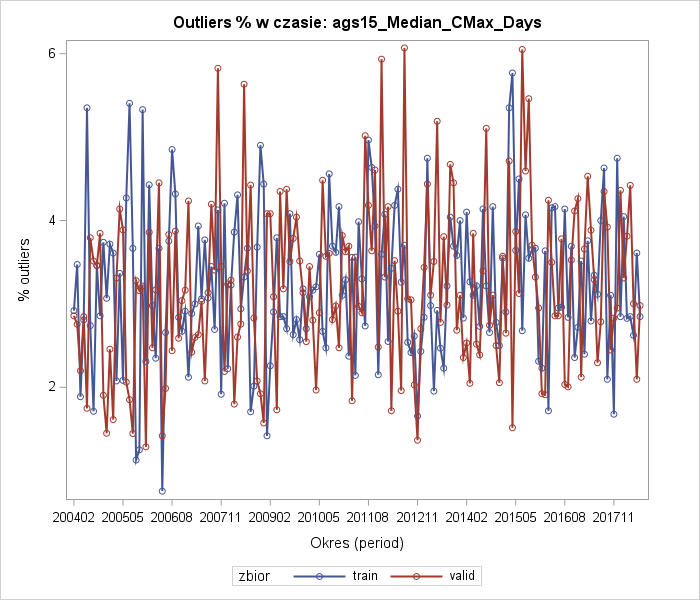 Outliers % w czasie: ags15_Median_CMax_Days
% outliers
6
4
2
200402 200505 200608 200711 200902 201005 201108 201211 201402 201505 201608 201711
Okres (period)
zbior train valid